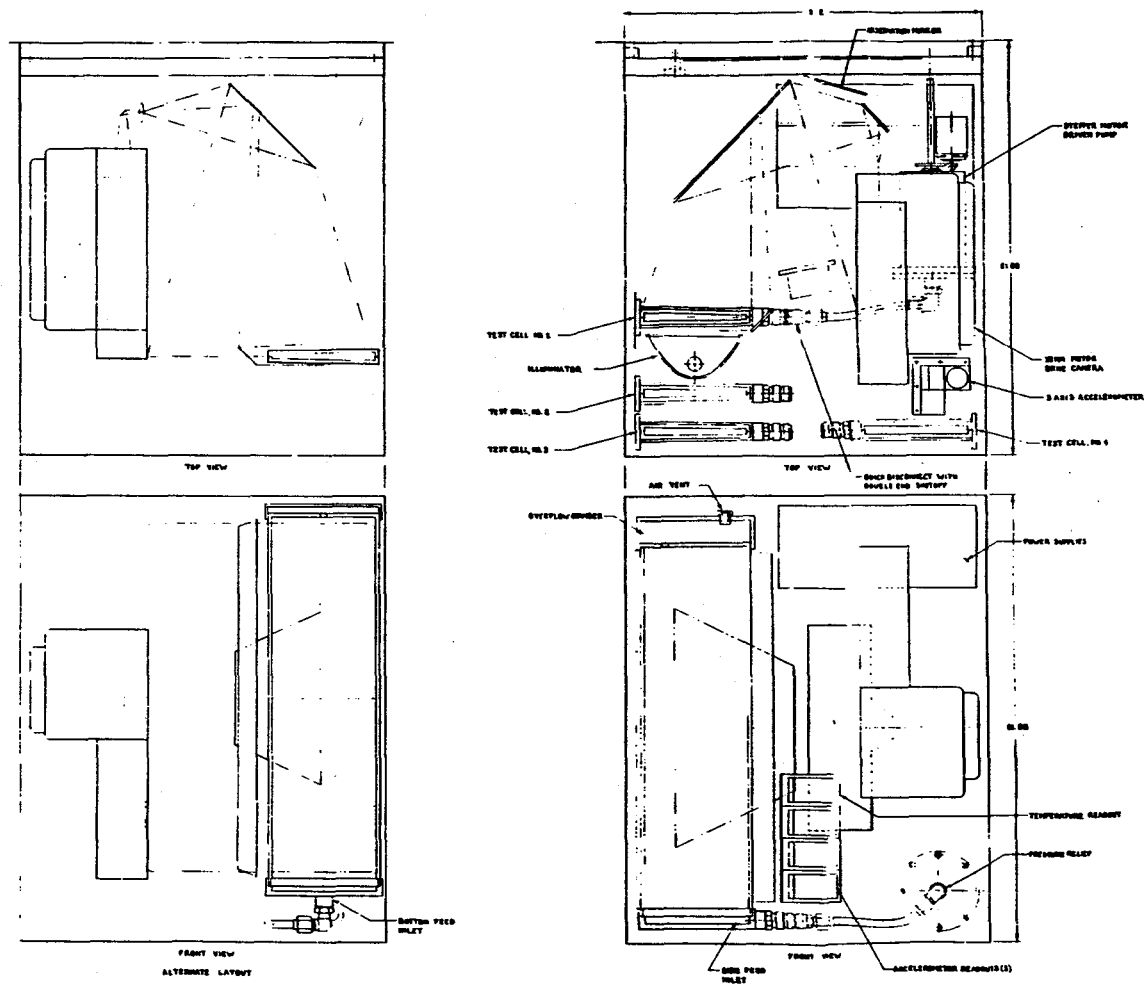 STEPPER MOTOR
DRIVEN PUMP
TEST CELL NO.1
ILLUMINATOR
35MM MOTOR
DRIVE CAMERA
3 AXIS ACCELEROMETER
TEST CELL, NO.2
TEST CELL, NO.3
TEST CELL, NO.4
TOP VIEW
TOP VIEW
QUICK DISCONNECT WITH
DOUBLE END SHUTOFF
AIR VENT
OVERFLOW CHAMBER
POWER SUPPLIES
TEMPERATURE READOUT
PRESSURE RELIEF
BOTTOM FEED
INLET
FRONT VIEW
ALTERNATE LAYOUT
SIDE FEED
INLET
FRONT VIEW
ACCELEROMETER READOUTS (3)